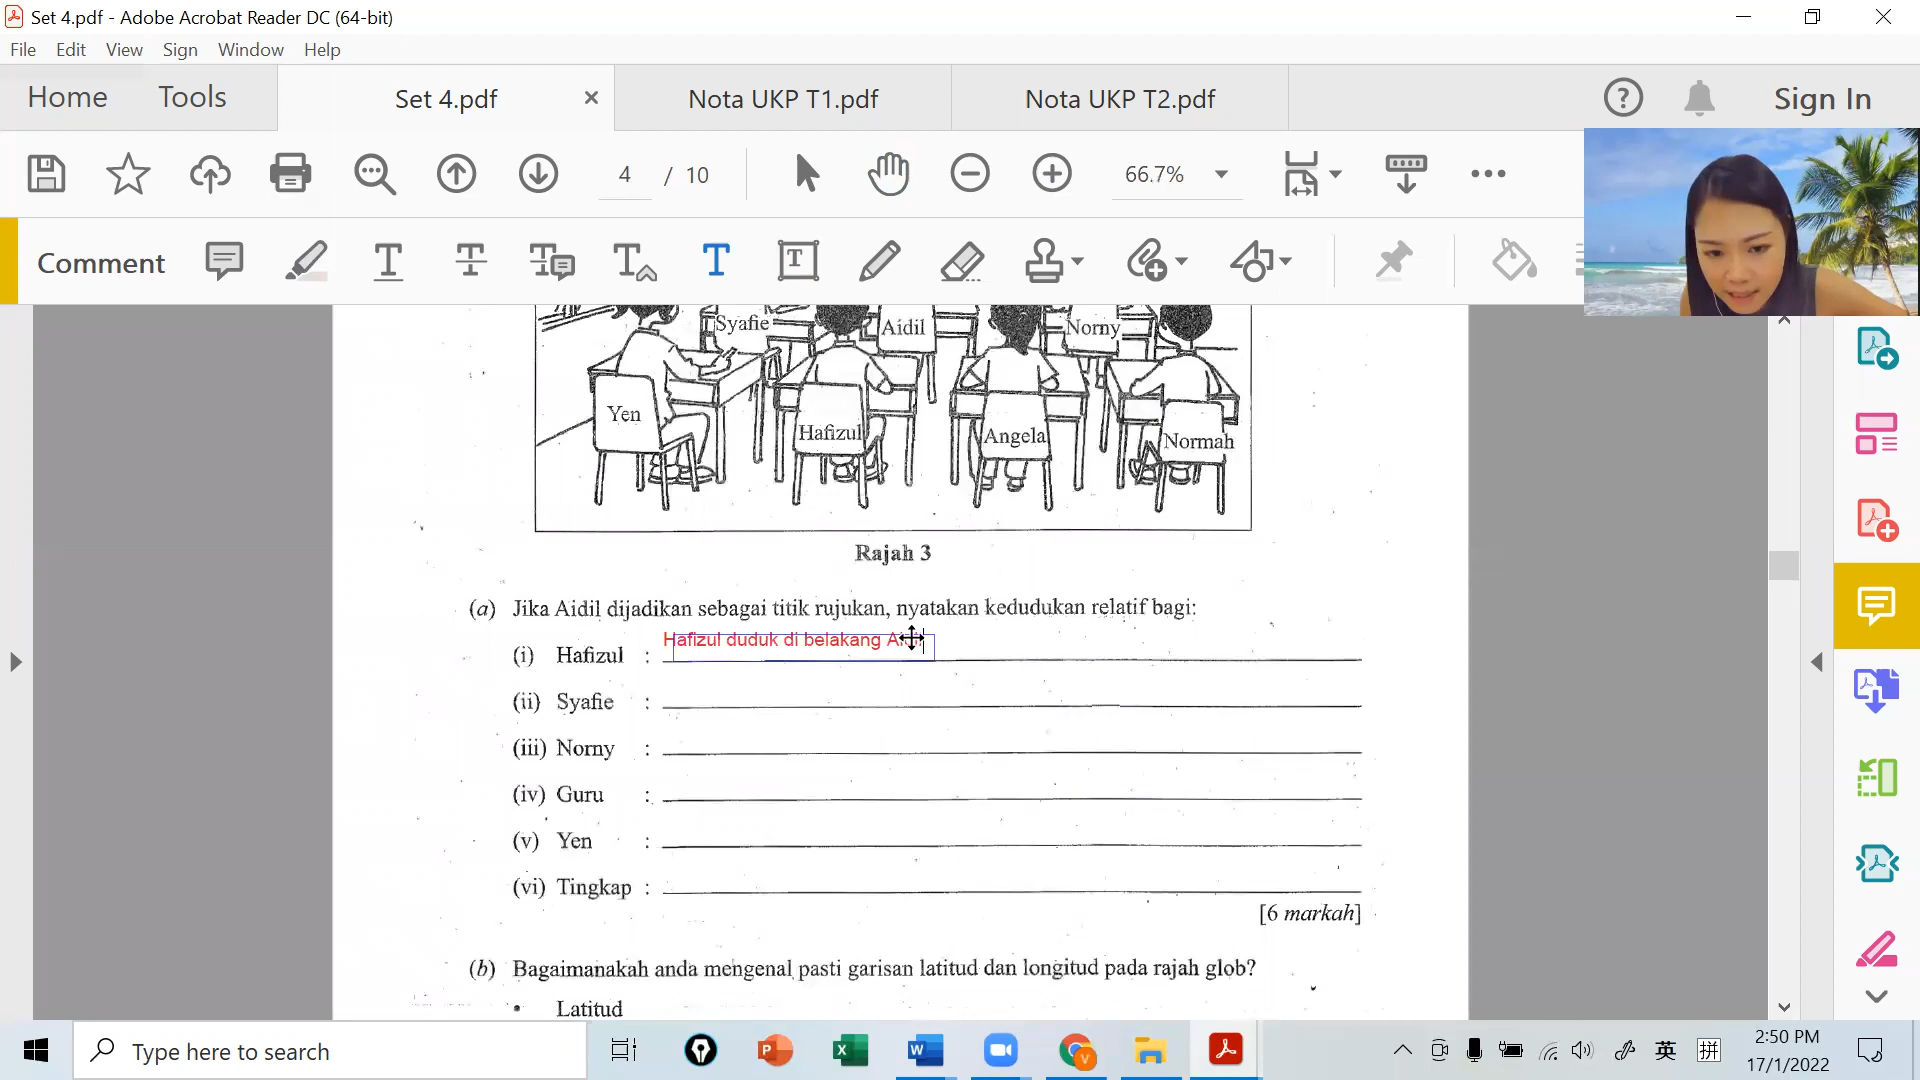 Set 4.pdf - Adobe Acrobat Reader DC (64-bit)
File Edit View Sign Window Help
Home Tools Set 4.pdf Nota UKP T1.pdf Nota UKP T2.pdf Sign In
4 / 10 66.7%
Comment
Syafie Aidil Norny
Yen Hafizul Angela Normah
Rajah 3
(a) Jika Aidil dijadikan sebagai titik rujukan, nyatakan kedudukan relatif bagi:
Hafizul duduk di belakang
(i) Hafizul :
(ii) Syafie :
(iii) Norny :
(iv) Guru :
(v) Yen :
(vi) Tingkap :
[6 markah]
(b) Bagaimanakah anda mengenal pasti garisan latitud dan longitud pada rajah glob?
• Latitud
Type here to search
英 拼
2:50 PM
17/1/2022